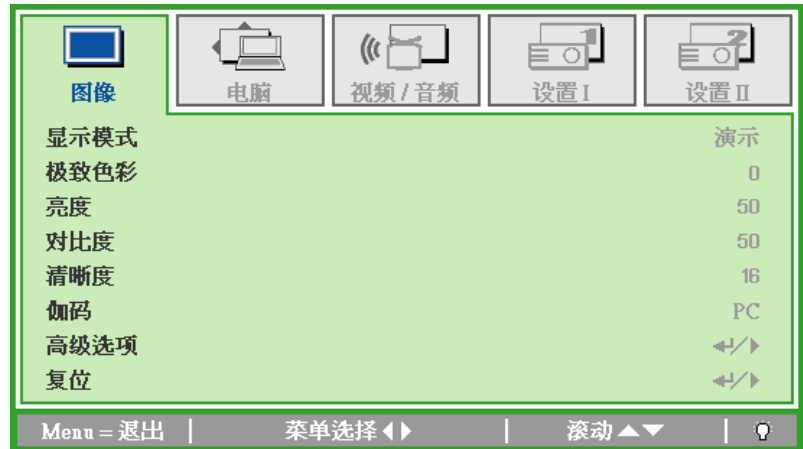 图像 电脑 视频 / 音频 设置 I 设置 II
显示模式 演示
极致色彩 0
亮度 50
对比度 50
清晰度 16
伽码 PC
高级选项
复位
Menu = 退出 菜单选择 滚动